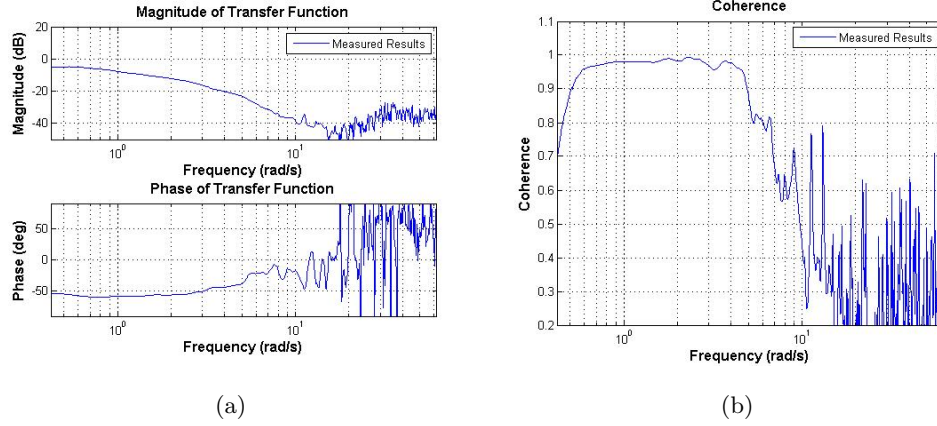 Magnitude of Transfer Function
Magnitude (dB)
20
0
-20
-40
Measured Results
10^0
10^1
Frequency (rad/s)
Phase of Transfer Function
Phase (deg)
50
0
-50
10^0
10^1
Frequency (rad/s)
(a)
Coherence
Coherence
1.1
1
0.9
0.8
0.7
0.6
0.5
0.4
0.3
0.2
Measured Results
10^0
10^1
Frequency (rad/s)
(b)